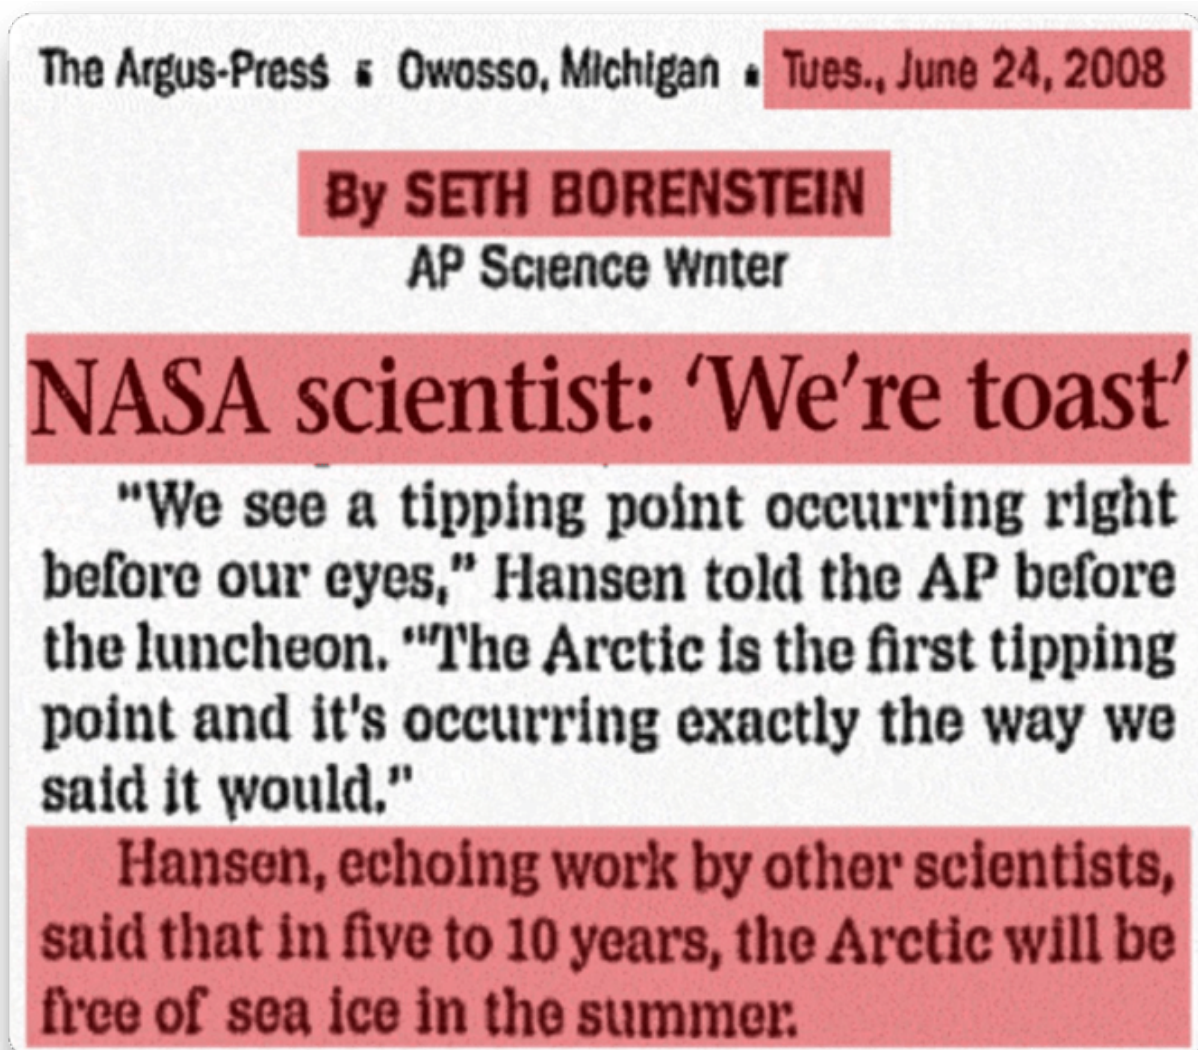 The Argus-Press ▪ Owosso, Michigan ▪ Tues., June 24, 2008
By SETH BORENSTEIN
AP Science Writer
NASA scientist: ‘We’re toast’
"We see a tipping point occurring right
before our eyes," Hansen told the AP before
the luncheon. "The Arctic is the first tipping
point and it's occurring exactly the way we
said it would."
Hansen, echoing work by other scientists,
said that in five to 10 years, the Arctic will be
free of sea ice in the summer.